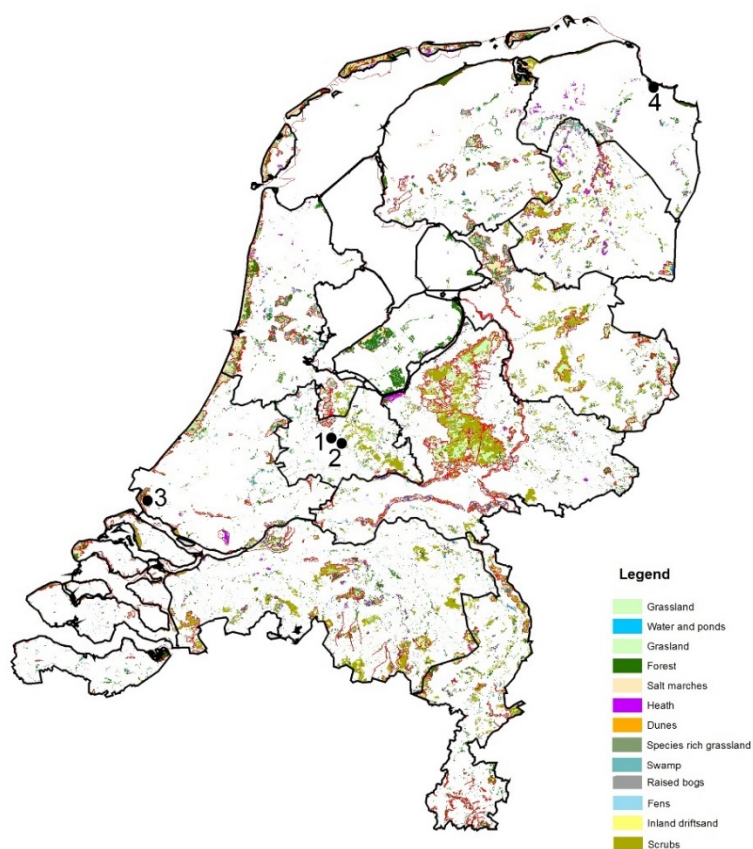 4
1
2
3
Legend
Grassland
Water and ponds
Grasland
Forest
Salt marches
Heath
Dunes
Species rich grassland
Swamp
Raised bogs
Fens
Inland driftsand
Scrubs